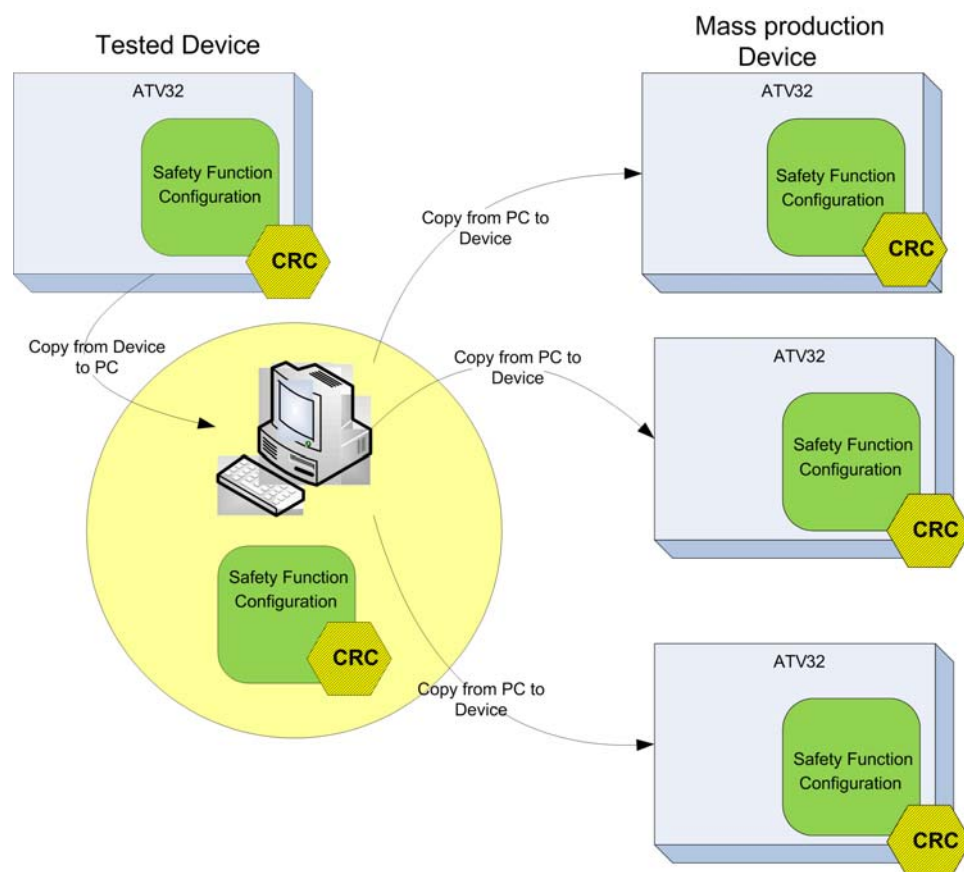 Tested Device
ATV32
Safety Function
Configuration
CRC
Copy from Device
to PC
Safety Function
Configuration
CRC
Copy from PC to
Device
Copy from PC to
Device
Copy from PC to
Device
Mass production
Device
ATV32
Safety Function
Configuration
CRC
ATV32
Safety Function
Configuration
CRC
ATV32
Safety Function
Configuration
CRC